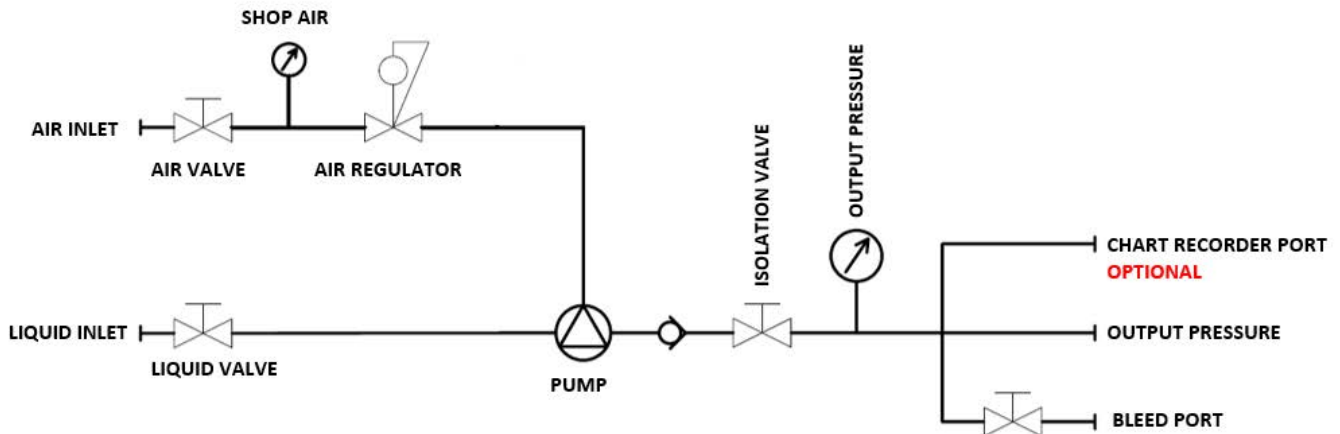 SHOP AIR
AIR INLET
AIR VALVE
AIR REGULATOR
ISOLATION VALVE
OUTPUT PRESSURE
CHART RECORDER PORT
OPTIONAL
LIQUID INLET
OUTPUT PRESSURE
LIQUID VALVE
PUMP
BLEED PORT